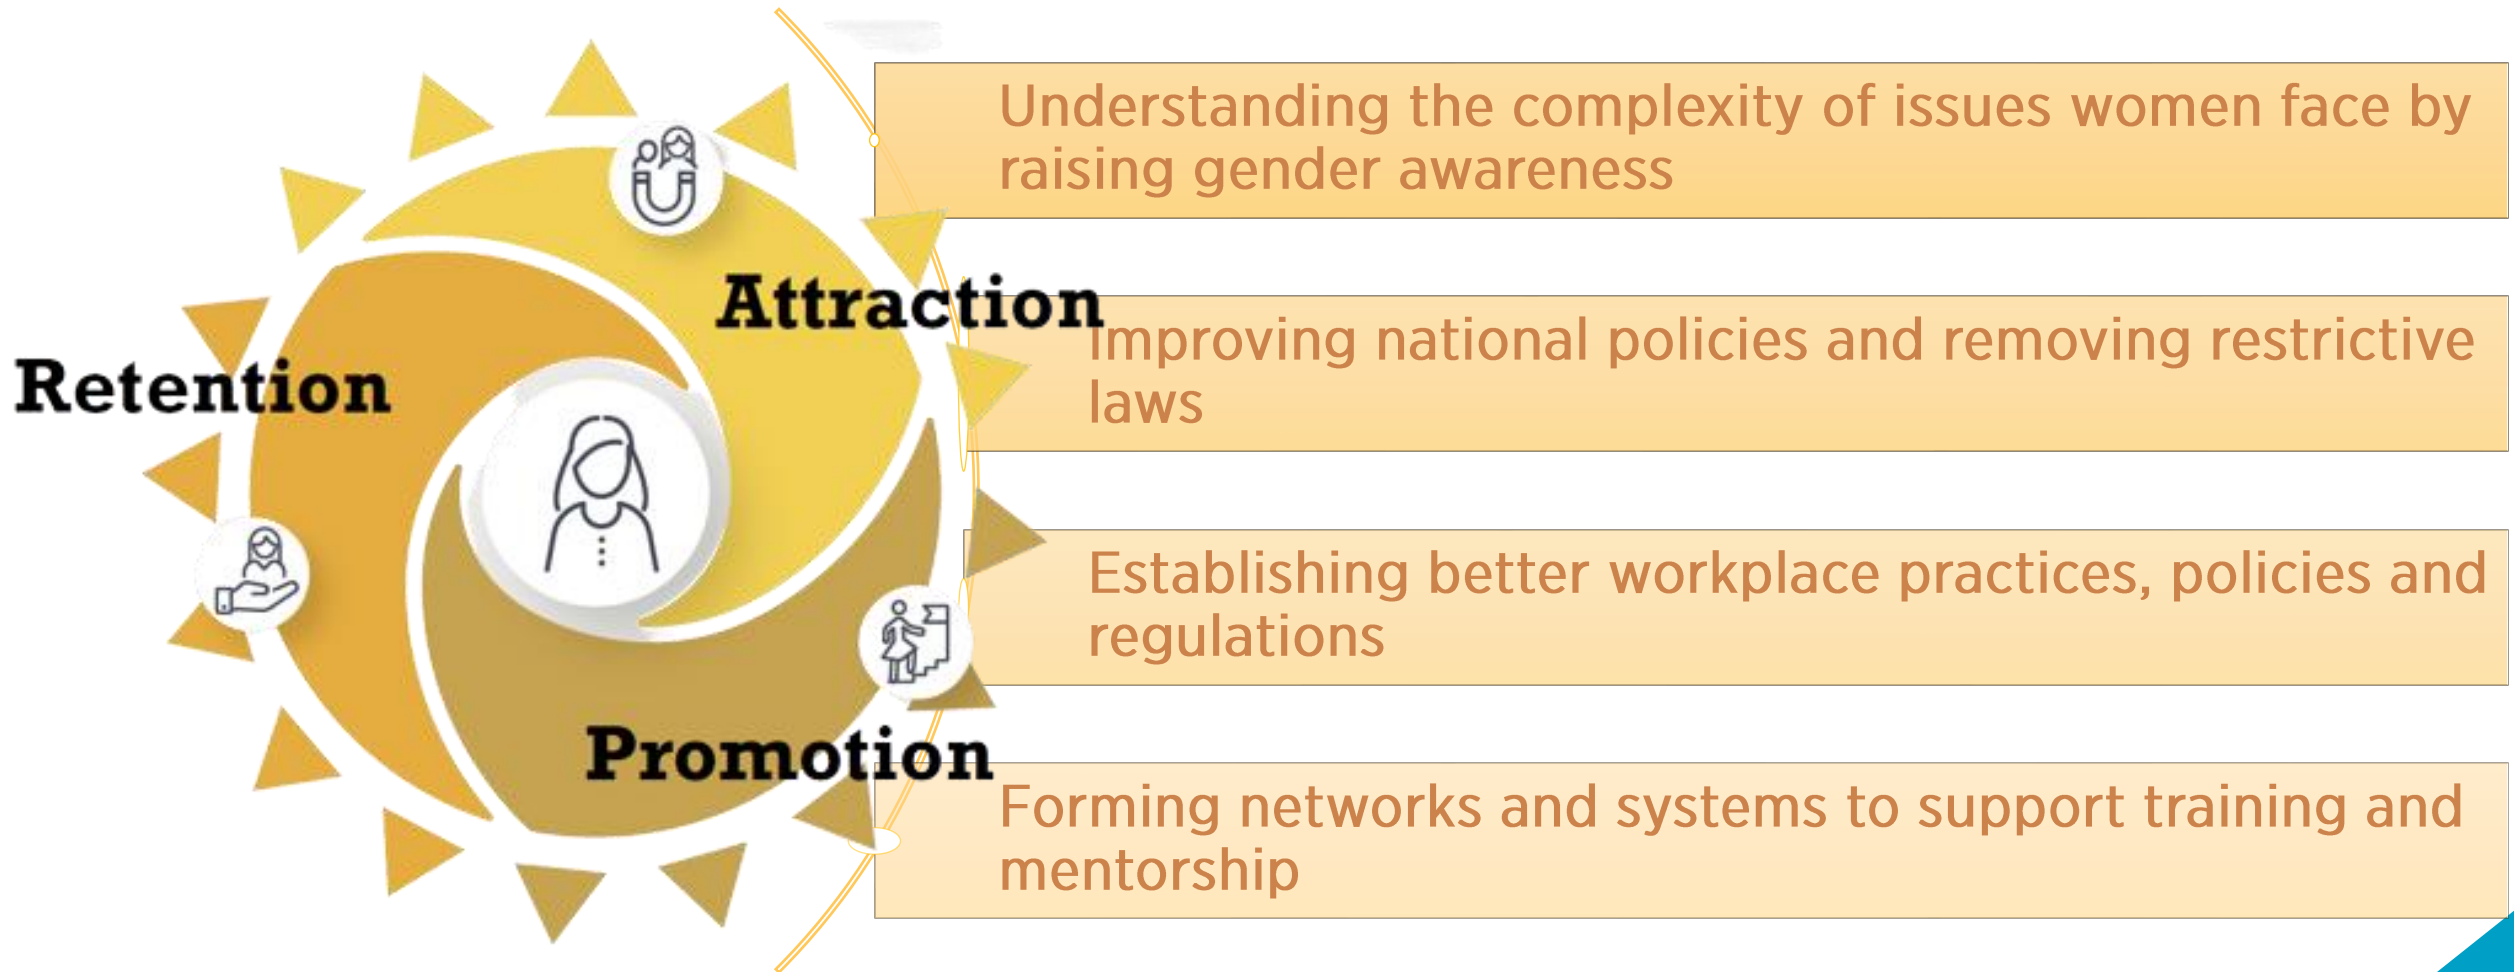 Understanding the complexity of issues women face by
raising gender awareness
Attraction
Improving national policies and removing restrictive
laws
Retention
Establishing better workplace practices, policies and
regulations
Promotion
Forming networks and systems to support training and
mentorship